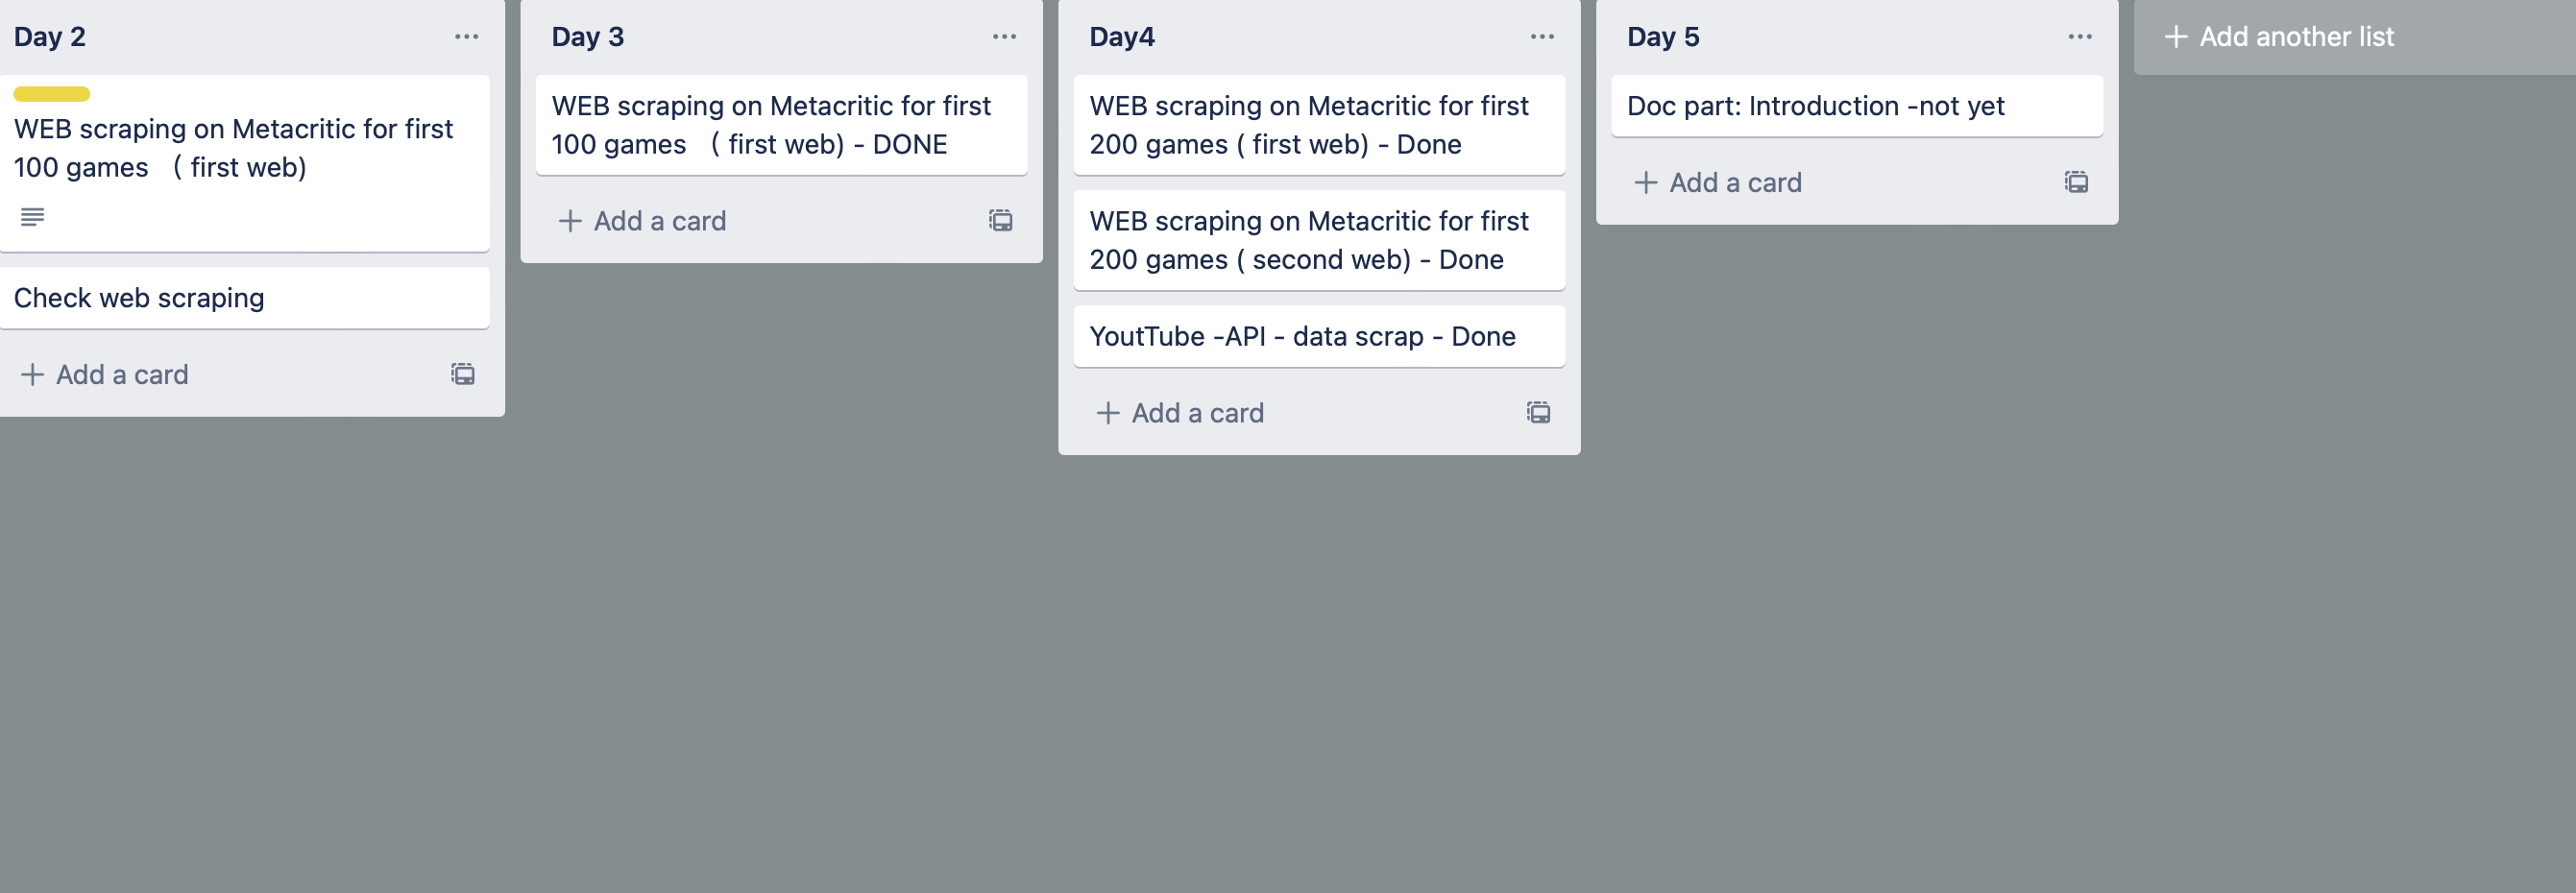 Day 2
WEB scraping on Metacritic for first
100 games  ( first web)
Check web scraping
Add a card
Day 3
WEB scraping on Metacritic for first
100 games  ( first web) - DONE
Add a card
Day4
WEB scraping on Metacritic for first
200 games ( first web) - Done
WEB scraping on Metacritic for first
200 games ( second web) - Done
YoutTube -API - data scrap - Done
Add a card
Day 5
Doc part: Introduction -not yet
Add a card
Add another list